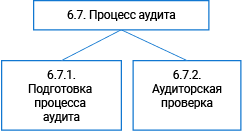 6.7. Процесс аудита
6.7.1.
Подготовка
процесса
аудита
6.7.2.
Аудиторская
проверка